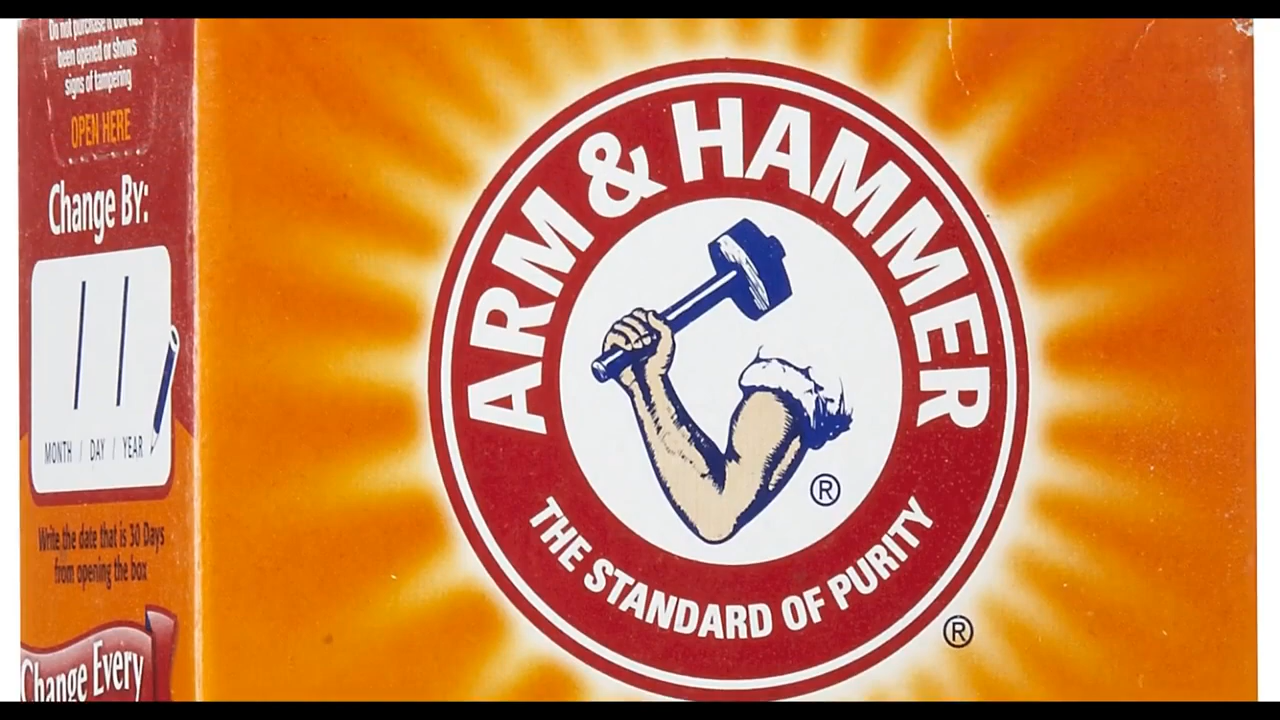 Do not purchase if box has
been opened or shows
signs of tampering
OPEN HERE
Change By:
MONTH / DAY / YEAR
Write the date that is 30 Days
from opening the box
Change Every
ARM & HAMMER
®
THE STANDARD OF PURITY
®